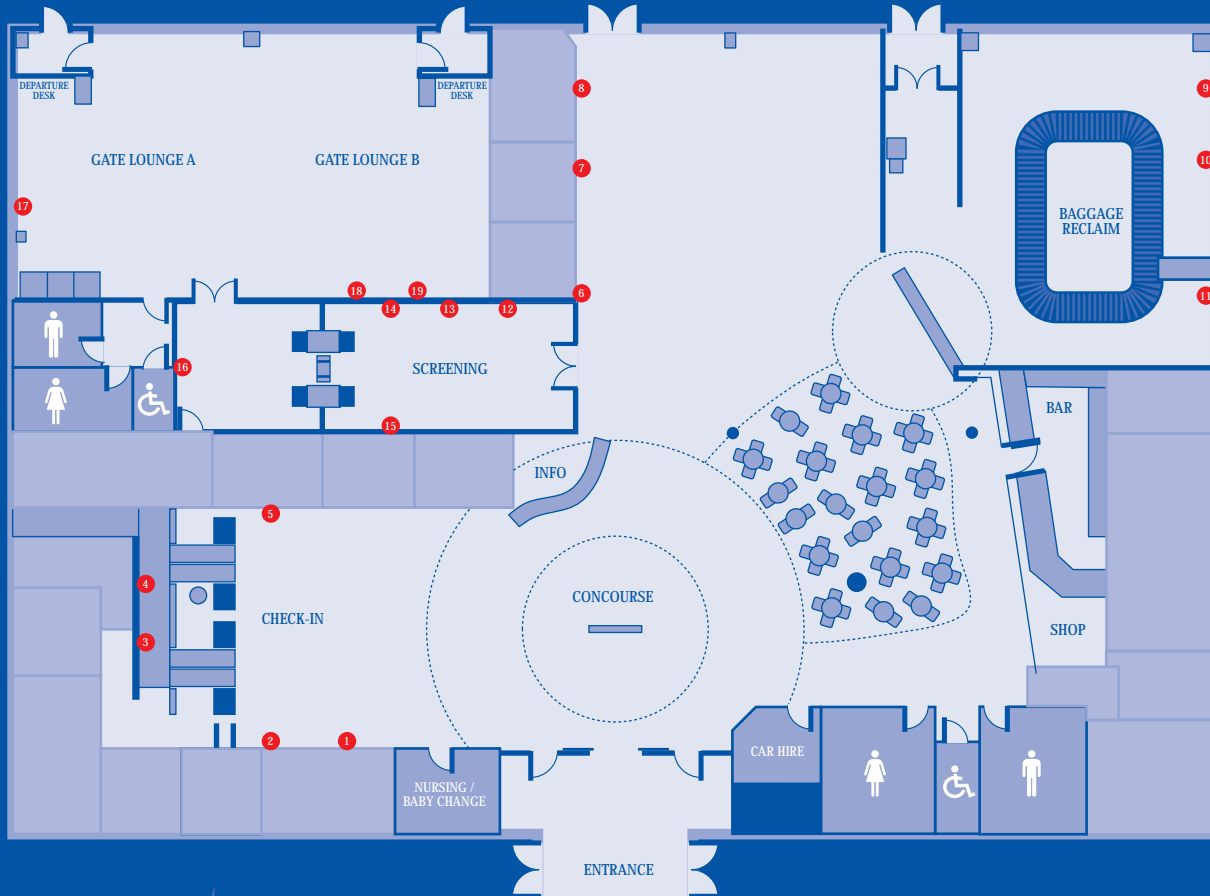 8
9
DEPARTURE
DESK
DEPARTURE
DESK
GATE LOUNGE A
GATE LOUNGE B
7
10
17
BAGGAGE
RECLAIM
18
19
6
11
14
13
12
16
SCREENING
15
BAR
INFO
5
4
CONCOURSE
CHECK-IN
3
SHOP
2
1
CAR HIRE
NURSING /
BABY CHANGE
ENTRANCE